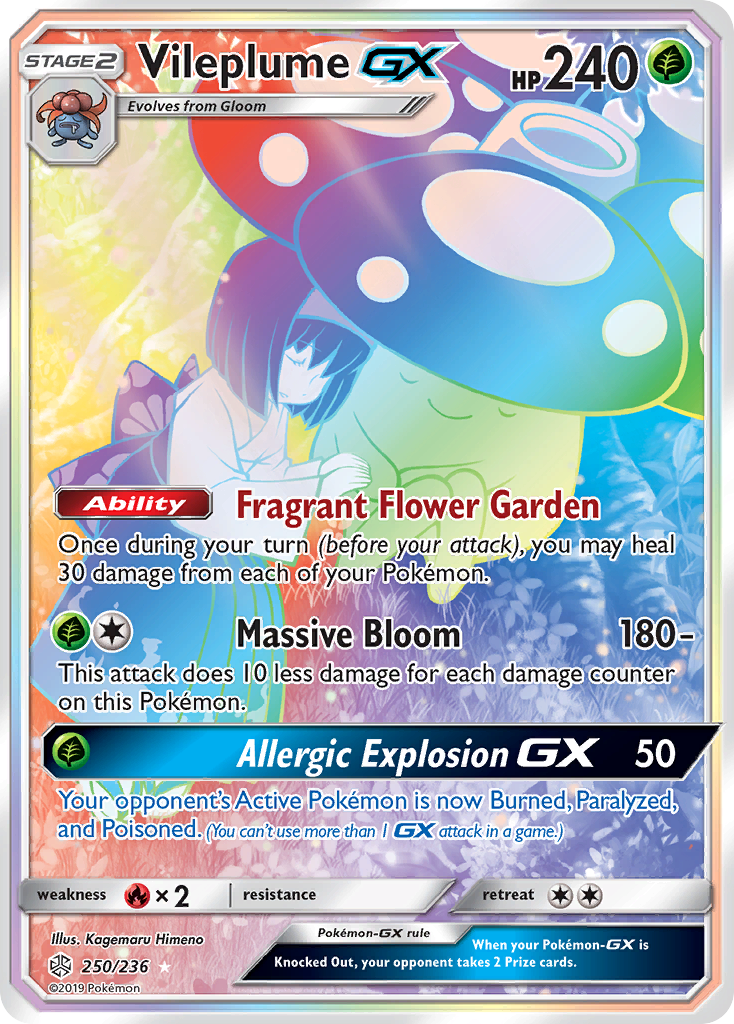 STAGE 2
Vileplume GX
HP 240
Evolves from Gloom
Ability Fragrant Flower Garden
Once during your turn (before your attack), you may heal
30 damage from each of your Pokémon.
Massive Bloom 180-
This attack does 10 less damage for each damage counter
on this Pokémon.
Allergic Explosion GX 50
Your opponent's Active Pokémon is now Burned, Paralyzed,
and Poisoned. (You can't use more than 1 GX attack in a game.)
weakness × 2 resistance retreat
Illus. Kagemaru Himeno
Pokémon-GX rule
When your Pokémon-GX is
Knocked Out, your opponent takes 2 Prize cards.
250/236
©2019 Pokémon